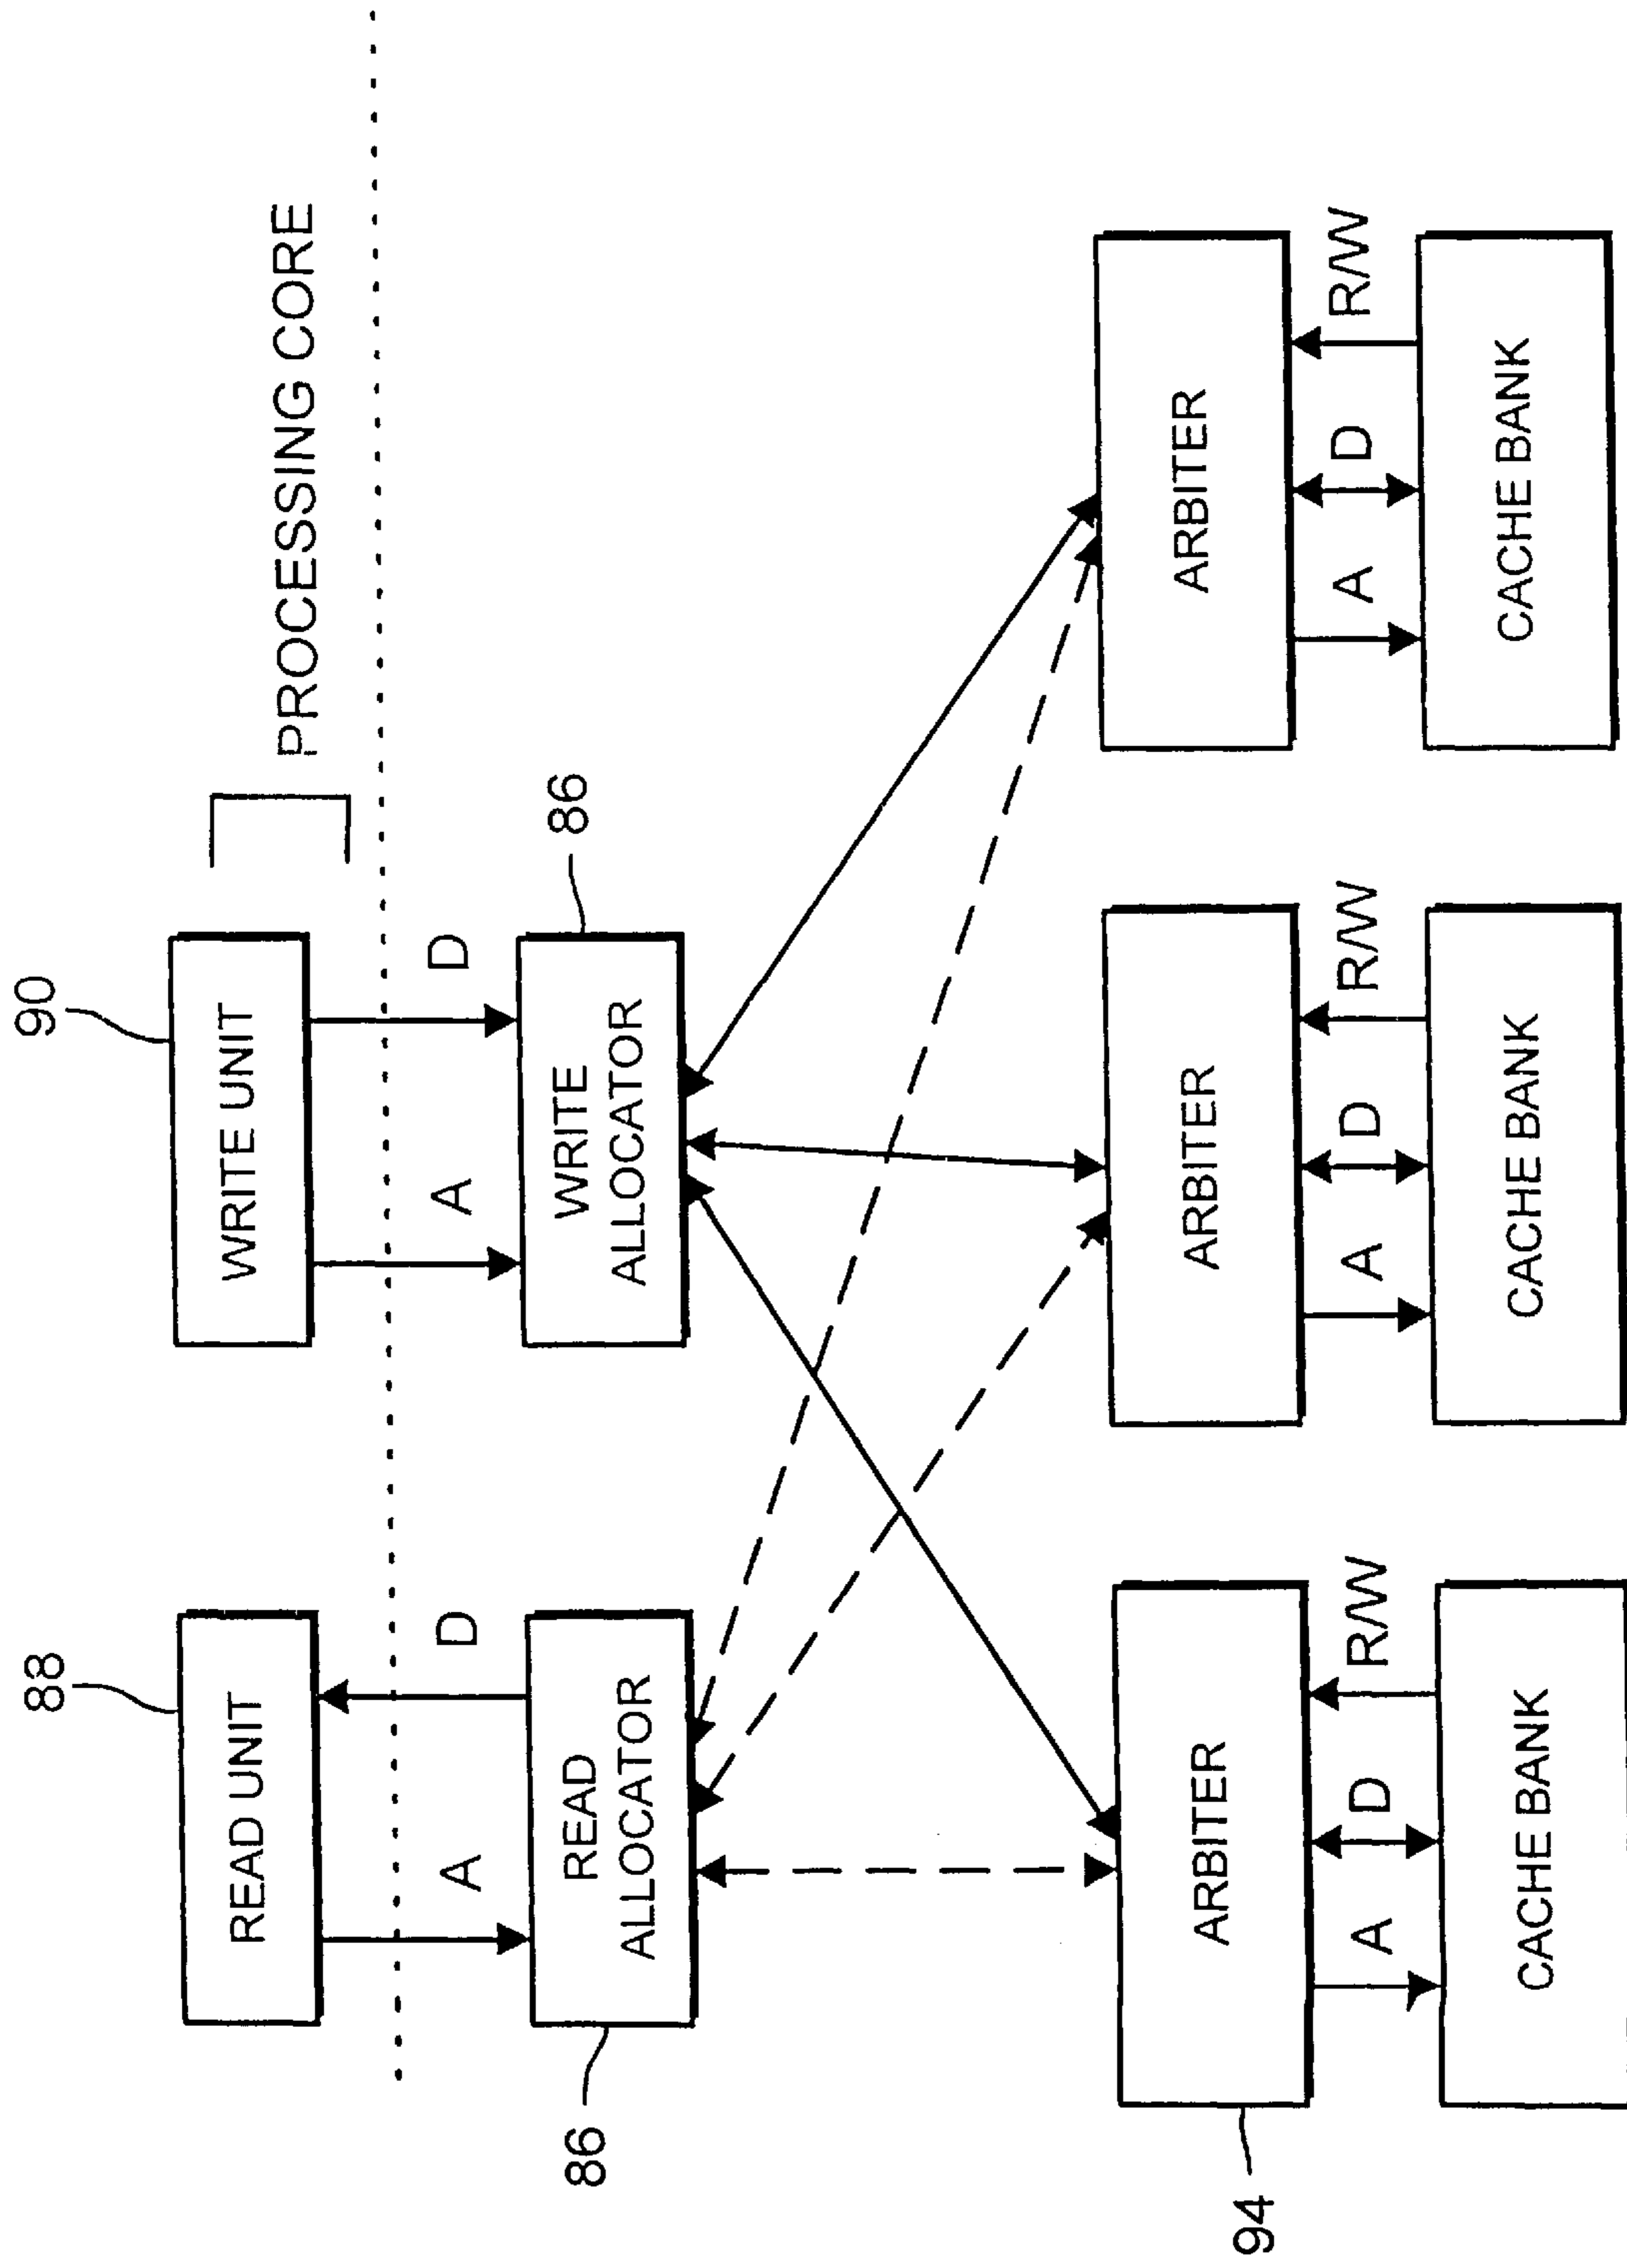 88
90
READ UNIT
WRITE UNIT
PROCESSING CORE
A
D
A
D
86
READ
ALLOCATOR
WRITE
ALLOCATOR
86
ARBITER
ARBITER
ARBITER
94
A
D
R/W
A
D
R/W
A
D
R/W
CACHE BANK
CACHE BANK
CACHE BANK